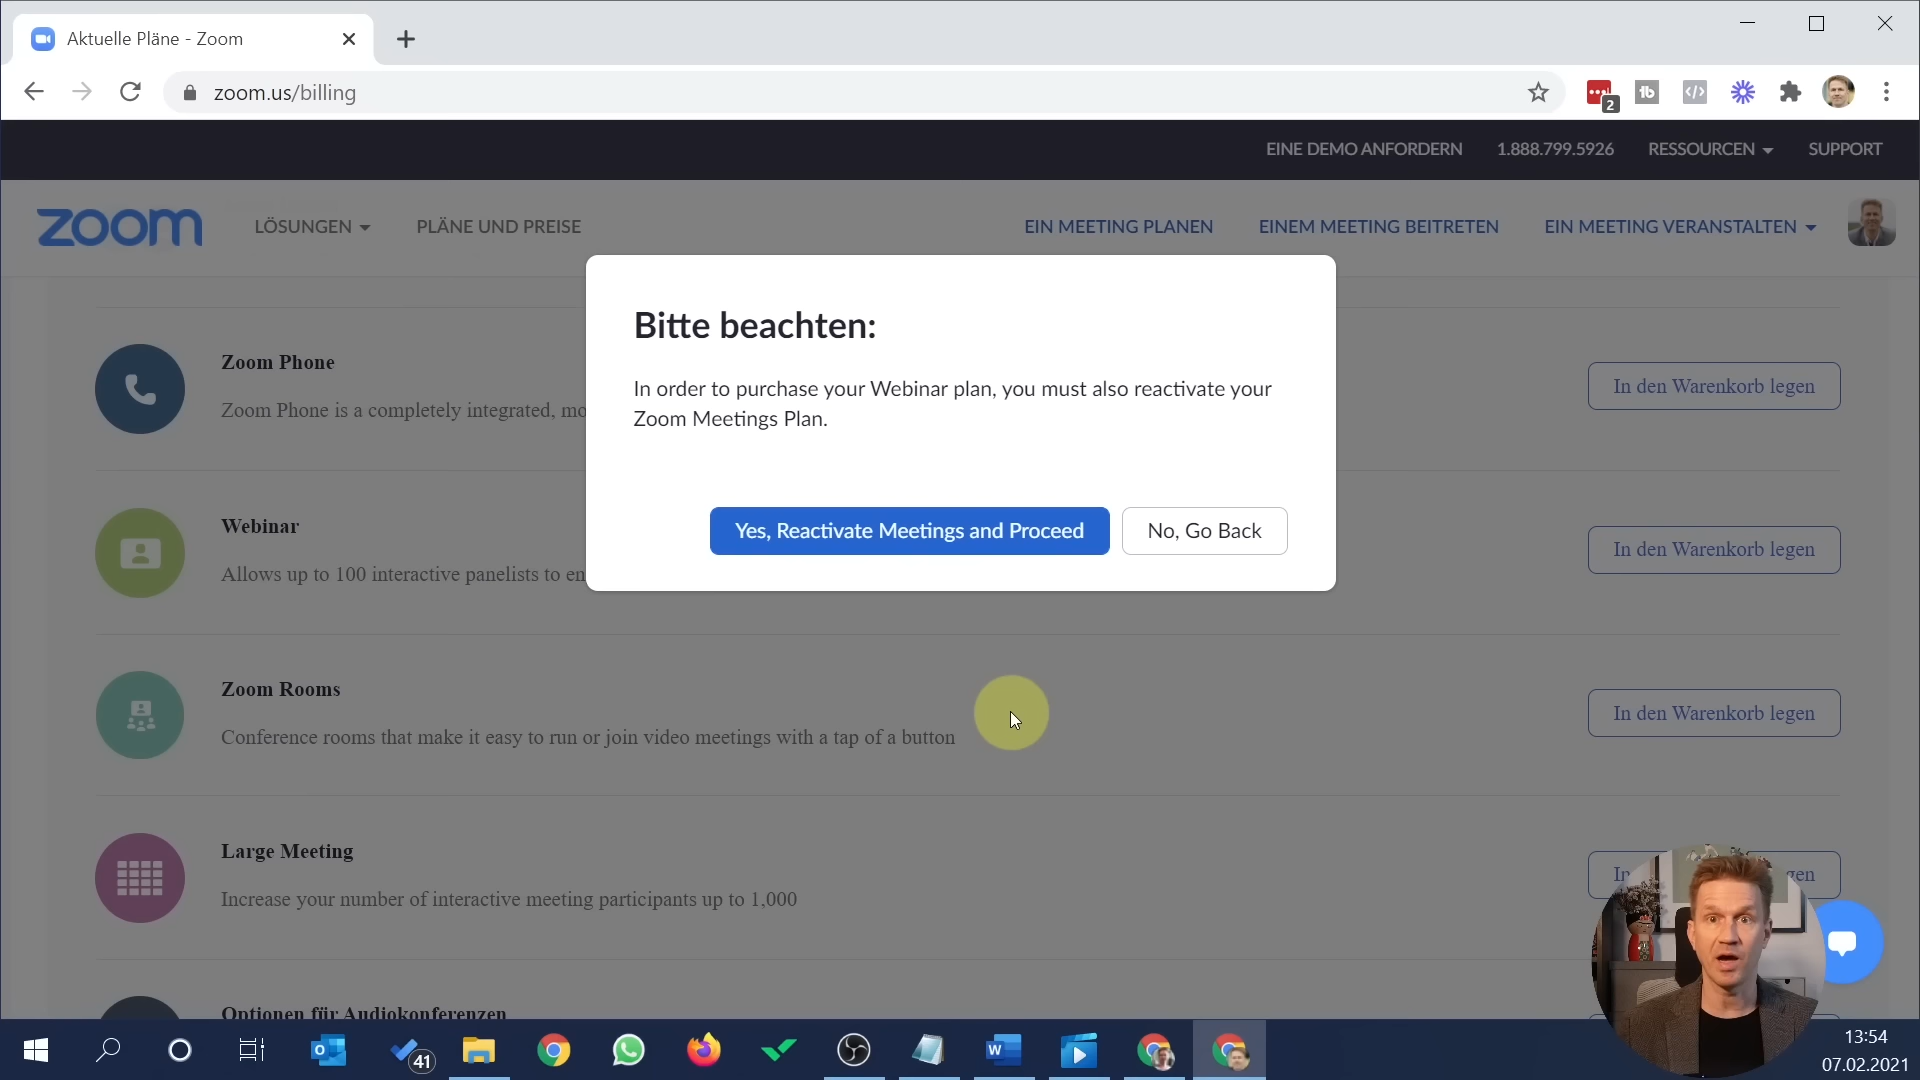 Aktuelle Pläne - Zoom
zoom.us/billing
2
EINE DEMO ANFORDERN 1.888.799.5926 RESSOURCEN SUPPORT
zoom LÖSUNGEN PLÄNE UND PREISE EIN MEETING PLANEN EINEM MEETING BEITRETEN EIN MEETING VERANSTALTEN
Bitte beachten:
In order to purchase your Webinar plan, you must also reactivate your
Zoom Meetings Plan.
Yes, Reactivate Meetings and Proceed No, Go Back
Zoom Phone
Zoom Phone is a completely integrated,
In den Warenkorb legen
Webinar
Allows up to 100 interactive panelists to
In den Warenkorb legen
Zoom Rooms
Conference rooms that make it easy to run or join video meetings with a tap of a button
In den Warenkorb legen
Large Meeting
Increase your number of interactive meeting participants up to 1,000
Optionen für Audiokonferenzen
41
13:54
07.02.2021